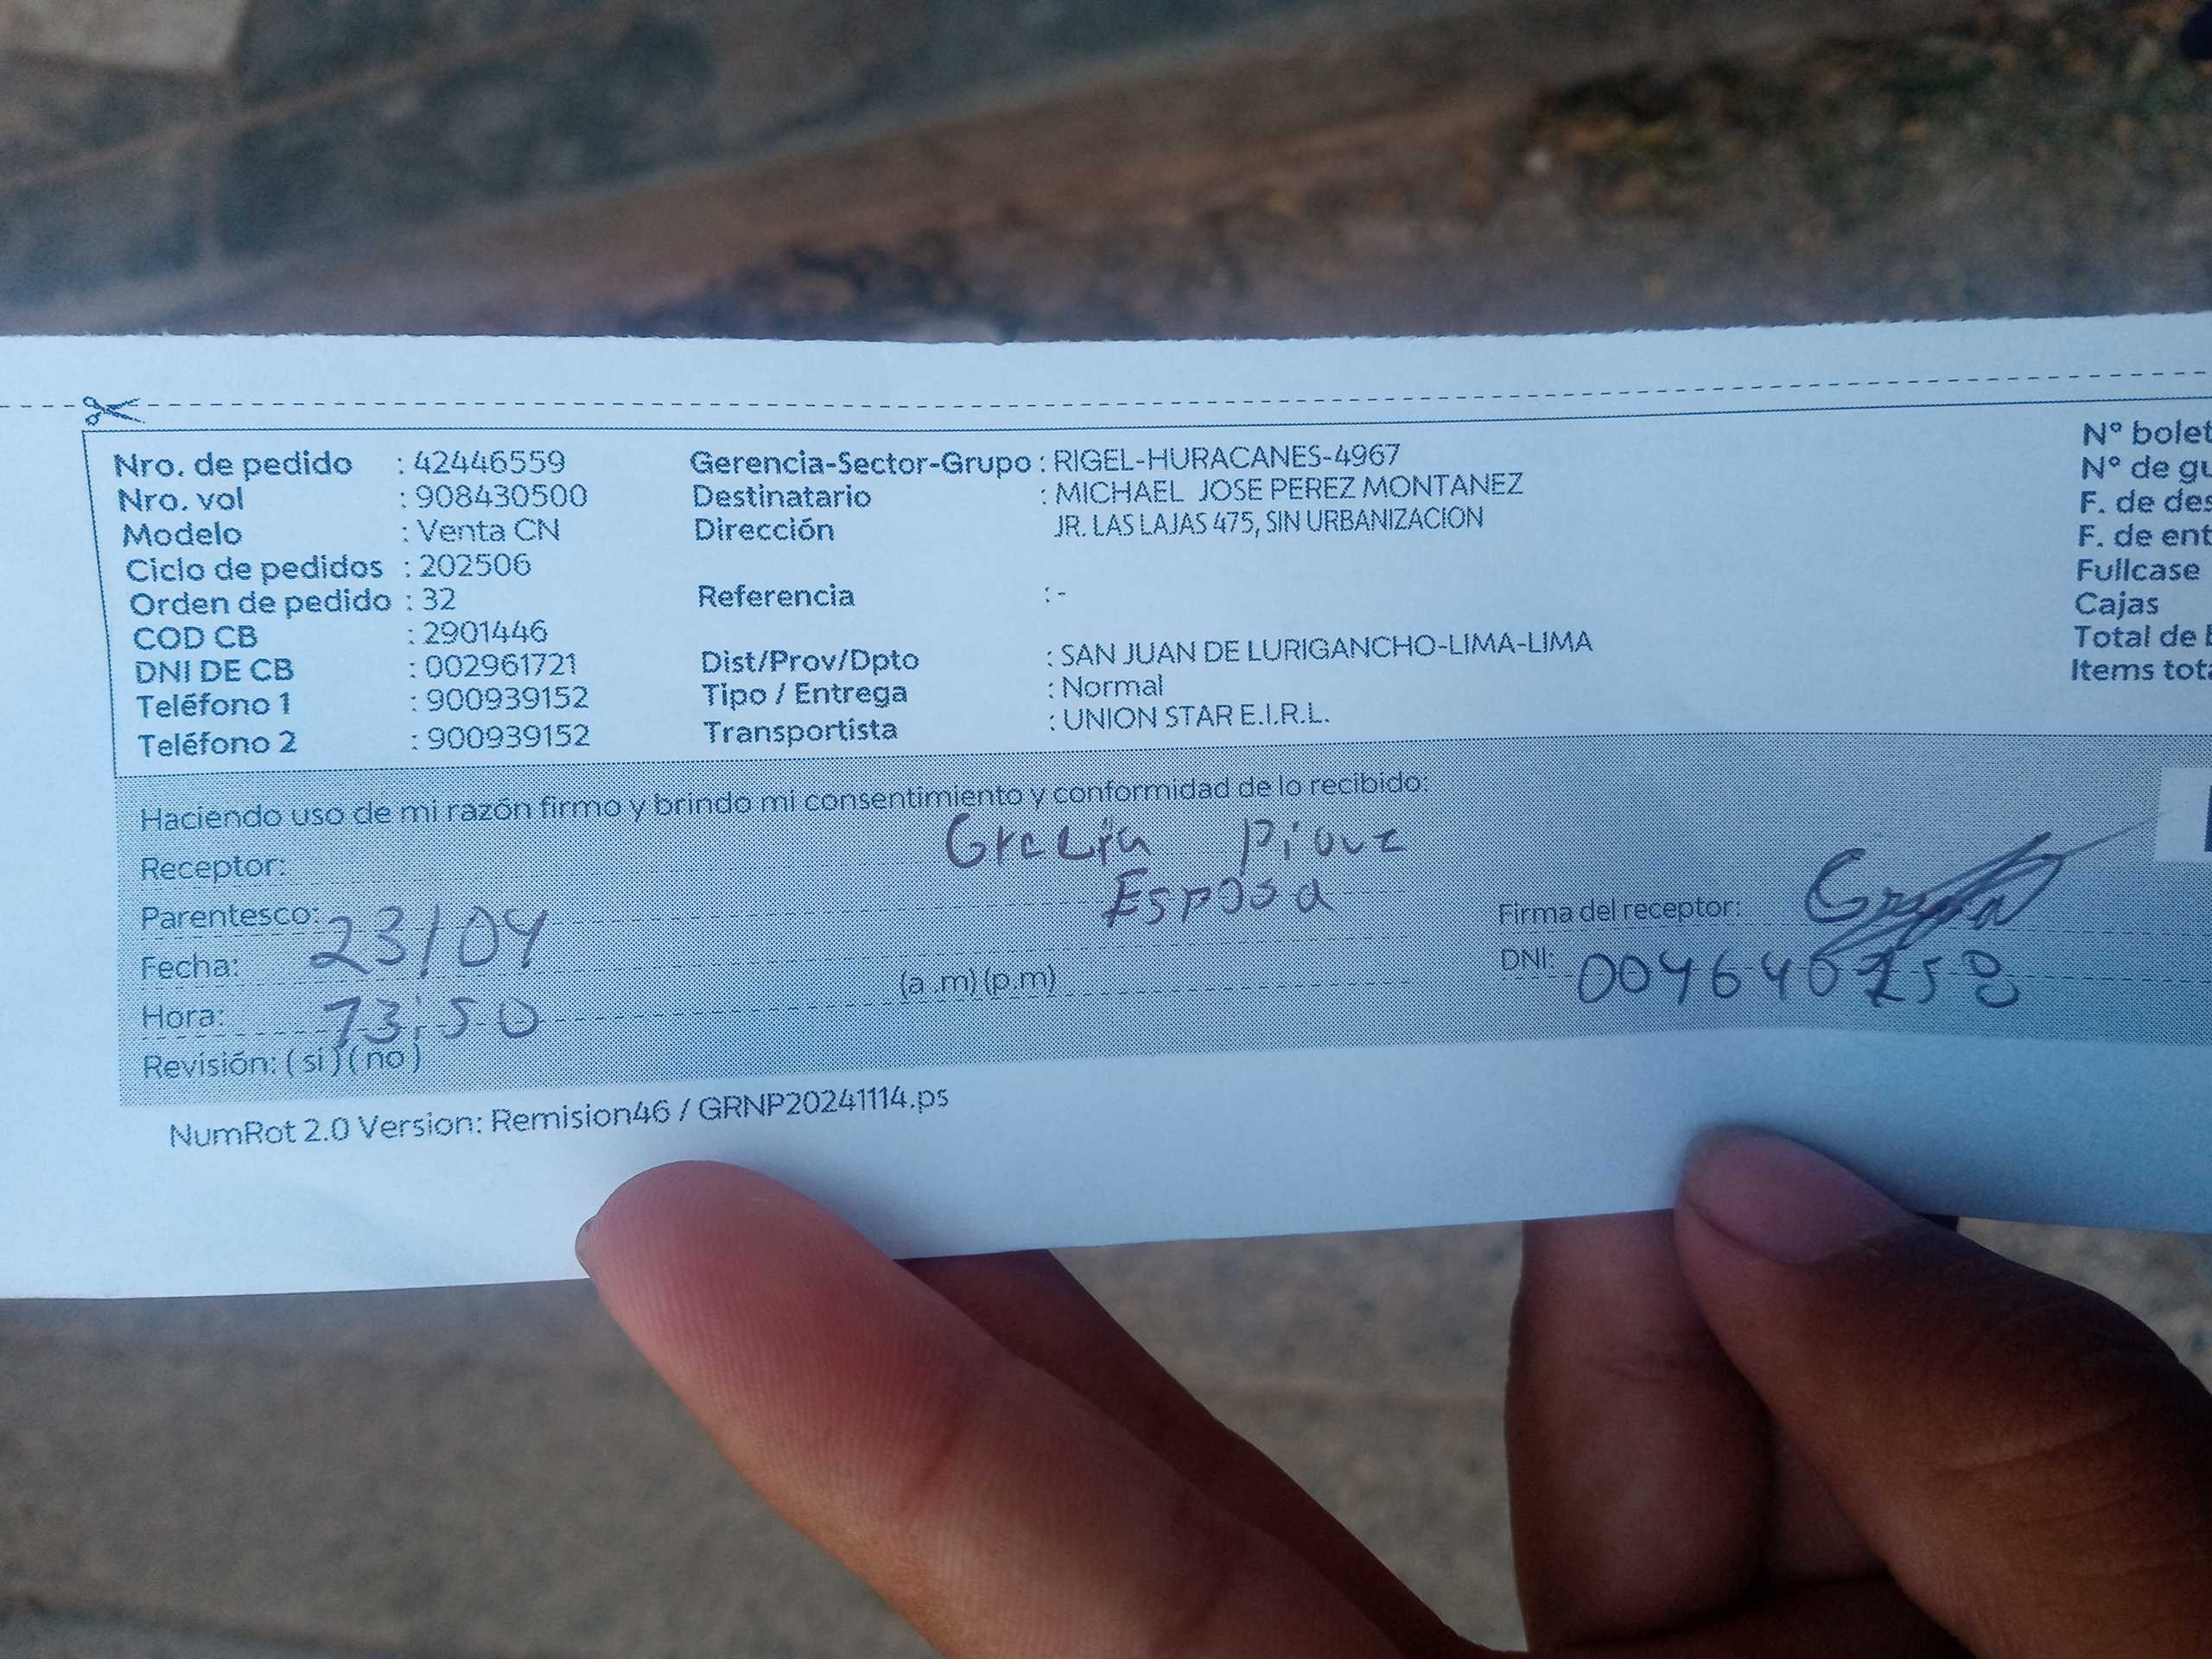 Nro. de pedido : 42446559
Nro. vol : 908430500
Modelo : Venta CN
Ciclo de pedidos : 202506
Orden de pedido : 32
COD CB : 2901446
DNI DE CB : 002961721
Teléfono 1 : 900939152
Teléfono 2 : 900939152
Gerencia-Sector-Grupo : RIGEL-HURACANES-4967
Destinatario : MICHAEL JOSE PEREZ MONTANEZ
Dirección JR. LAS LAJAS 475, SIN URBANIZACION
Referencia : -
Dist/Prov/Dpto : SAN JUAN DE LURIGANCHO-LIMA-LIMA
Tipo / Entrega : Normal
Transportista : UNION STAR E.I.R.L.
N° bolet
N° de gu
F. de des
F. de ent
Fullcase
Cajas
Total de
Items tota
Haciendo uso de mi razón firmo y brindo mi consentimiento y conformidad de lo recibido:
Receptor:
Parentesco: Esposa
Fecha: 23/04
Hora: 13:50 (a .m) (p.m)
Revisión: ( si ) ( no )
Firma del receptor:
DNI:
NumRot 2.0 Version: Remision46 / GRNP20241114.ps